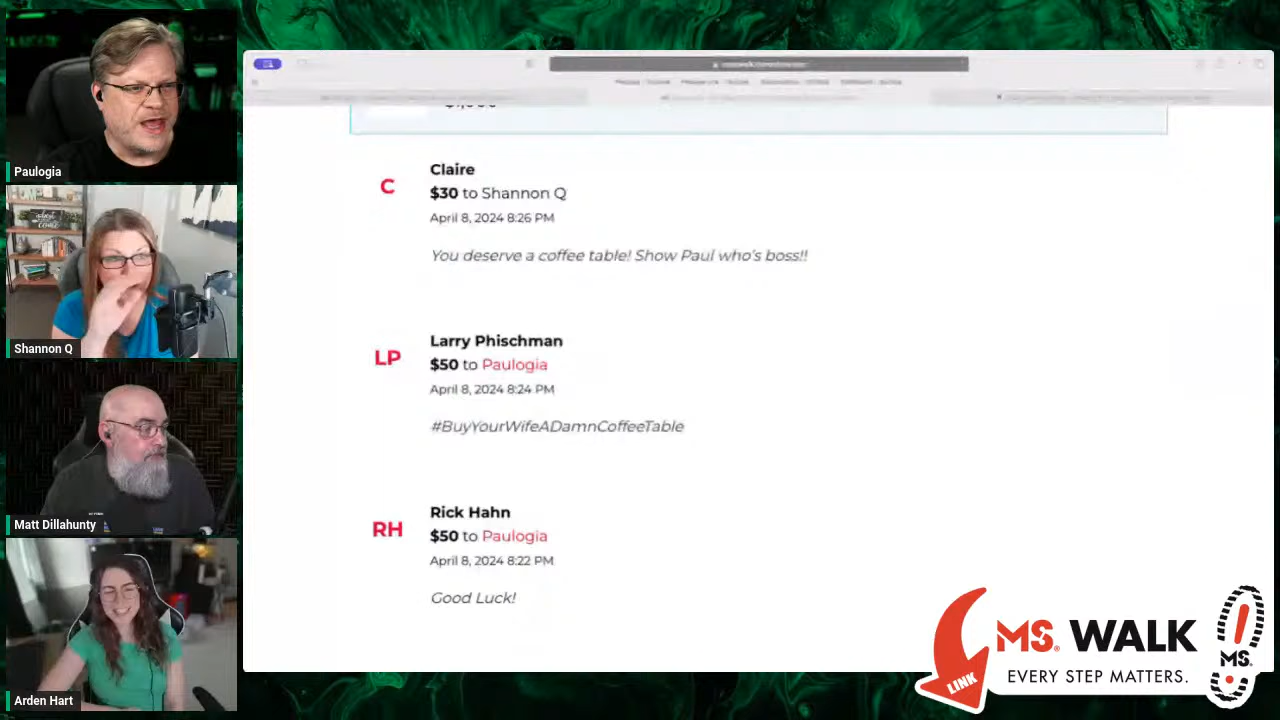 Paulogia
Shannon Q
Matt Dillahunty
Arden Hart
C
Claire
$30 to Shannon Q
April 8, 2024 8:26 PM
You deserve a coffee table! Show Paul who's boss!!
LP
Larry Phischman
$50 to Paulogia
April 8, 2024 8:24 PM
#BuyYourWifeADamnCoffeeTable
RH
Rick Hahn
$50 to Paulogia
April 8, 2024 8:22 PM
Good Luck!
LINK
MS. WALK
EVERY STEP MATTERS.
MS.